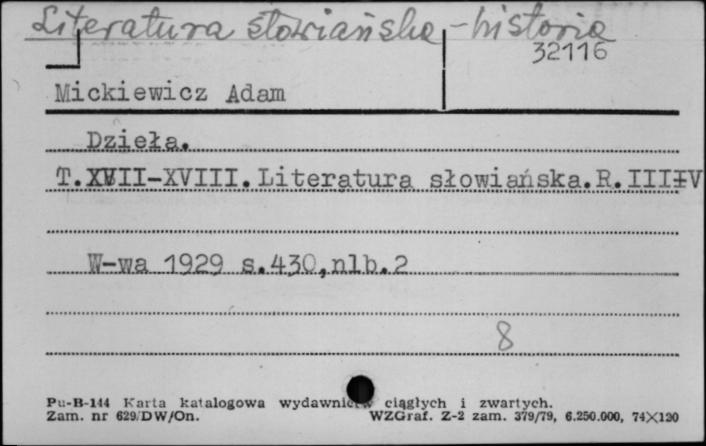 Literatura słowiańska - historia
32116
Mickiewicz Adam
Dzieła.
T.XVII-XVIII. Literatura słowiańska. R. III-IV
W-wa 1929 s.430,nlb.2
8
Pu-B-144 Karta katalogowa wydawnictw ciągłych i zwartych.
Zam. nr 629/DW/On. WZGraf. Z-2 zam. 379/79, 6.250.000, 74×120